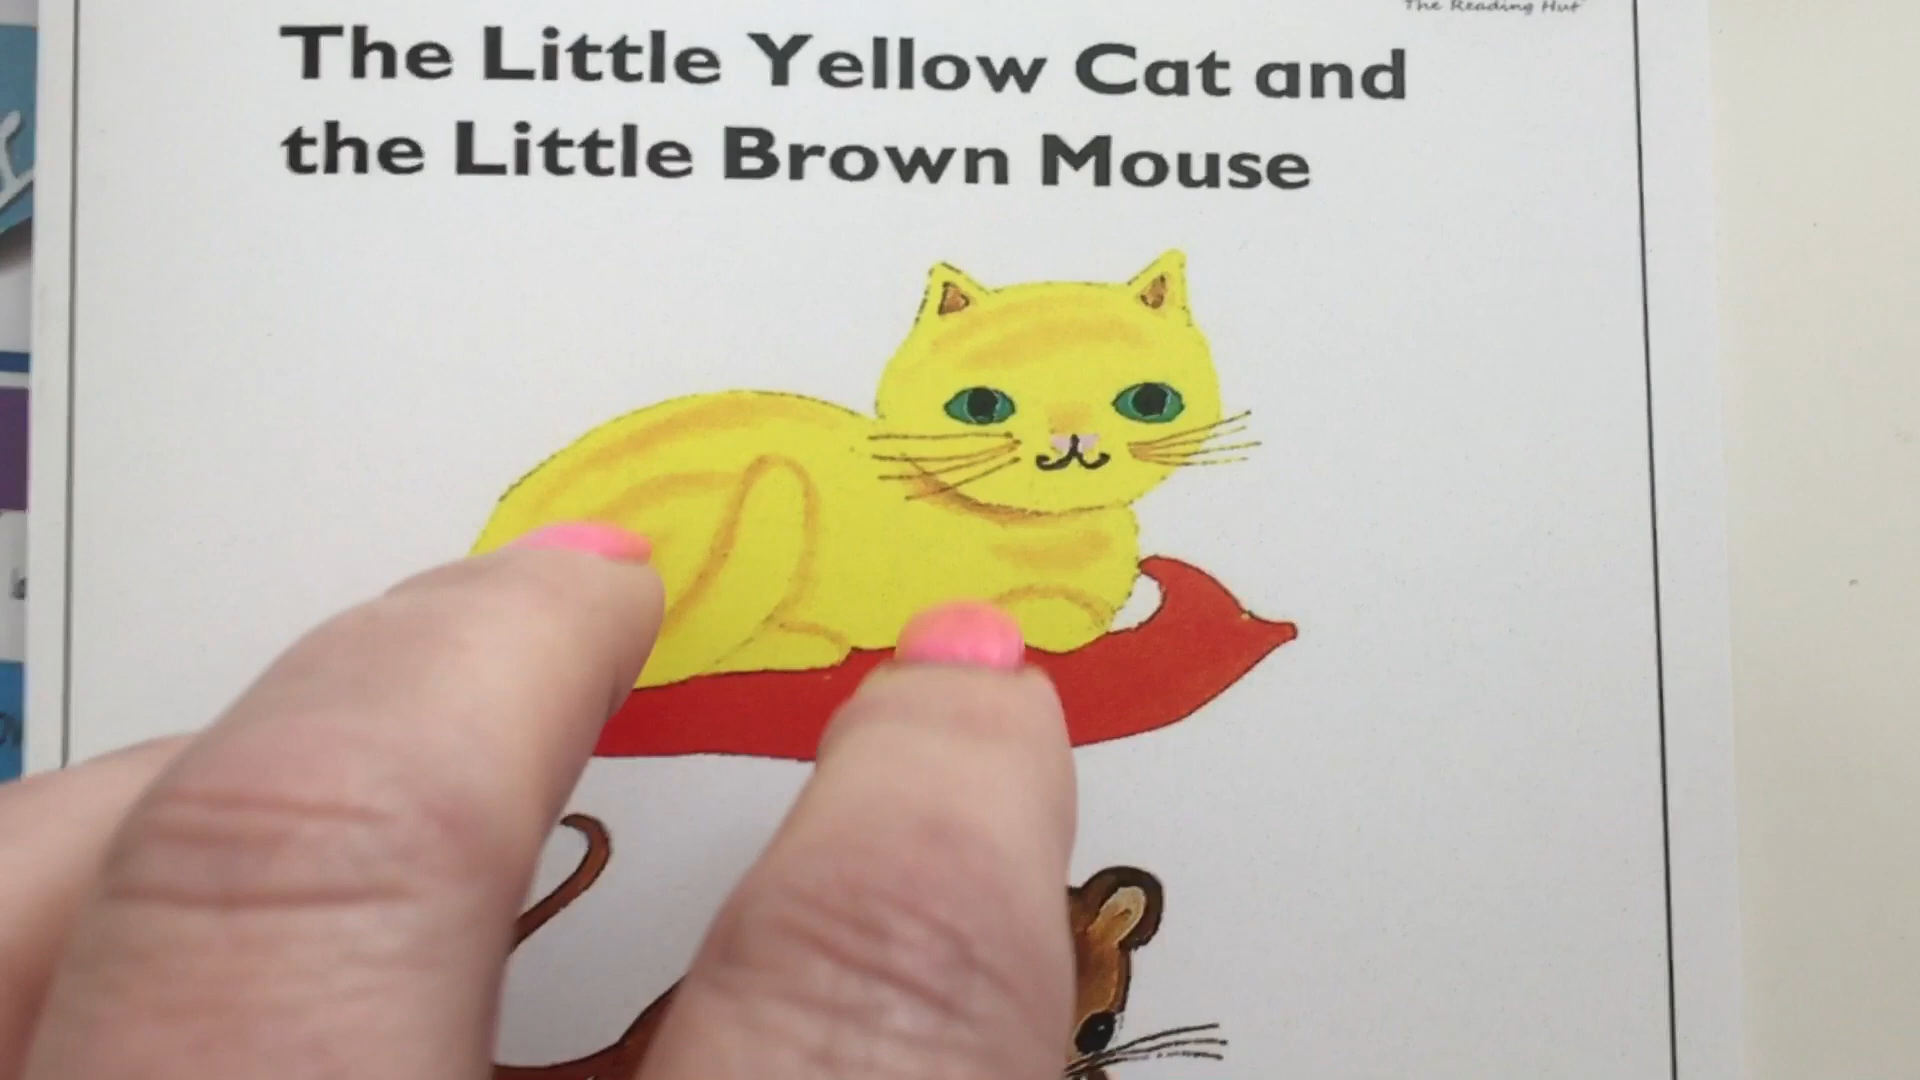 The Reading Hut
The Little Yellow Cat and
the Little Brown Mouse